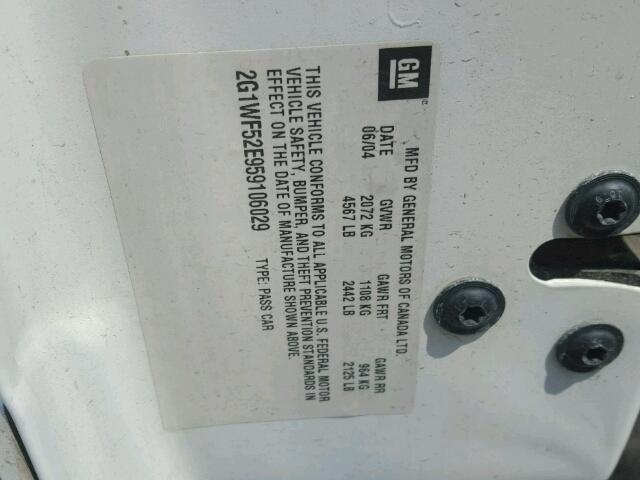 GM
MFD BY GENERAL MOTORS OF CANADA LTD.
DATE GVWR GAWR FRT GAWR RR
06/04 2072 KG 1108 KG 964 KG
4567 LB 2442 LB 2125 LB
THIS VEHICLE CONFORMS TO ALL APPLICABLE U.S. FEDERAL MOTOR
VEHICLE SAFETY, BUMPER, AND THEFT PREVENTION STANDARDS IN
EFFECT ON THE DATE OF MANUFACTURE SHOWN ABOVE.
2G1WF52E959106029 TYPE: PASS CAR